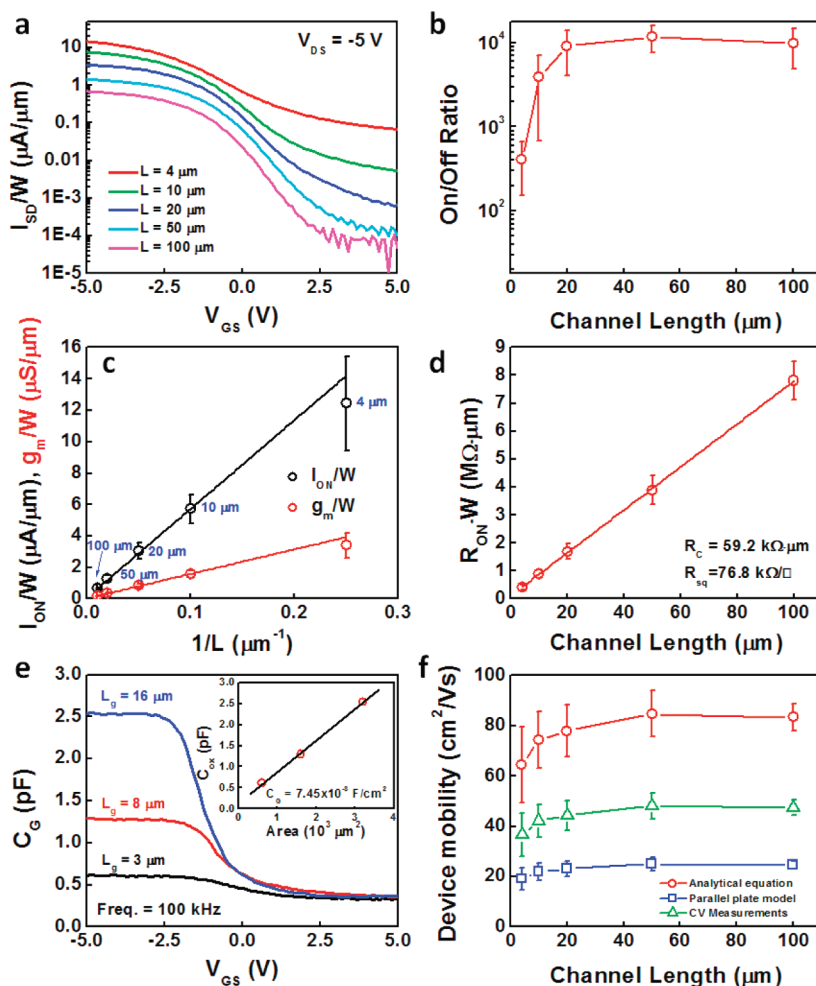 a
V_DS = -5 V
10
1
0.1
0.01
1E-3
1E-4
1E-5
I_SD/W (µA/µm)
L = 4 µm
L = 10 µm
L = 20 µm
L = 50 µm
L = 100 µm
-5.0 -2.5 0.0 2.5 5.0
V_GS (V)
b
10^4
10^3
10^2
On/Off Ratio
0 20 40 60 80 100
Channel Length (µm)
c
16
14
12
10
8
6
4
2
0
I_ON/W (µA/µm), g_m/W (µS/µm)
4 µm
I_ON/W
g_m/W
10 µm
100 µm
20 µm
50 µm
0.0 0.1 0.2 0.3
1/L (µm^-1)
d
9
8
7
6
5
4
3
2
1
0
R_ON·W (MΩ·µm)
R_C = 59.2 kΩ·µm
R_sq=76.8 kΩ/□
0 20 40 60 80 100
Channel Length (µm)
e
3.0
2.5
2.0
1.5
1.0
0.5
0.0
C_G (pF)
L_g = 16 µm
L_g = 8 µm
L_g = 3 µm
Freq. = 100 kHz
3.0
2.5
2.0
1.5
1.0
0.5
0.0
C_ox (pF)
0 1 2 3 4
Area (10^3 µm^2)
-5.0 -2.5 0.0 2.5 5.0
V_GS (V)
f
100
80
60
40
20
0
Device mobility (cm^2/Vs)
Analytical equation
Parallel plate model
CV Measurements
0 20 40 60 80 100
Channel Length (µm)